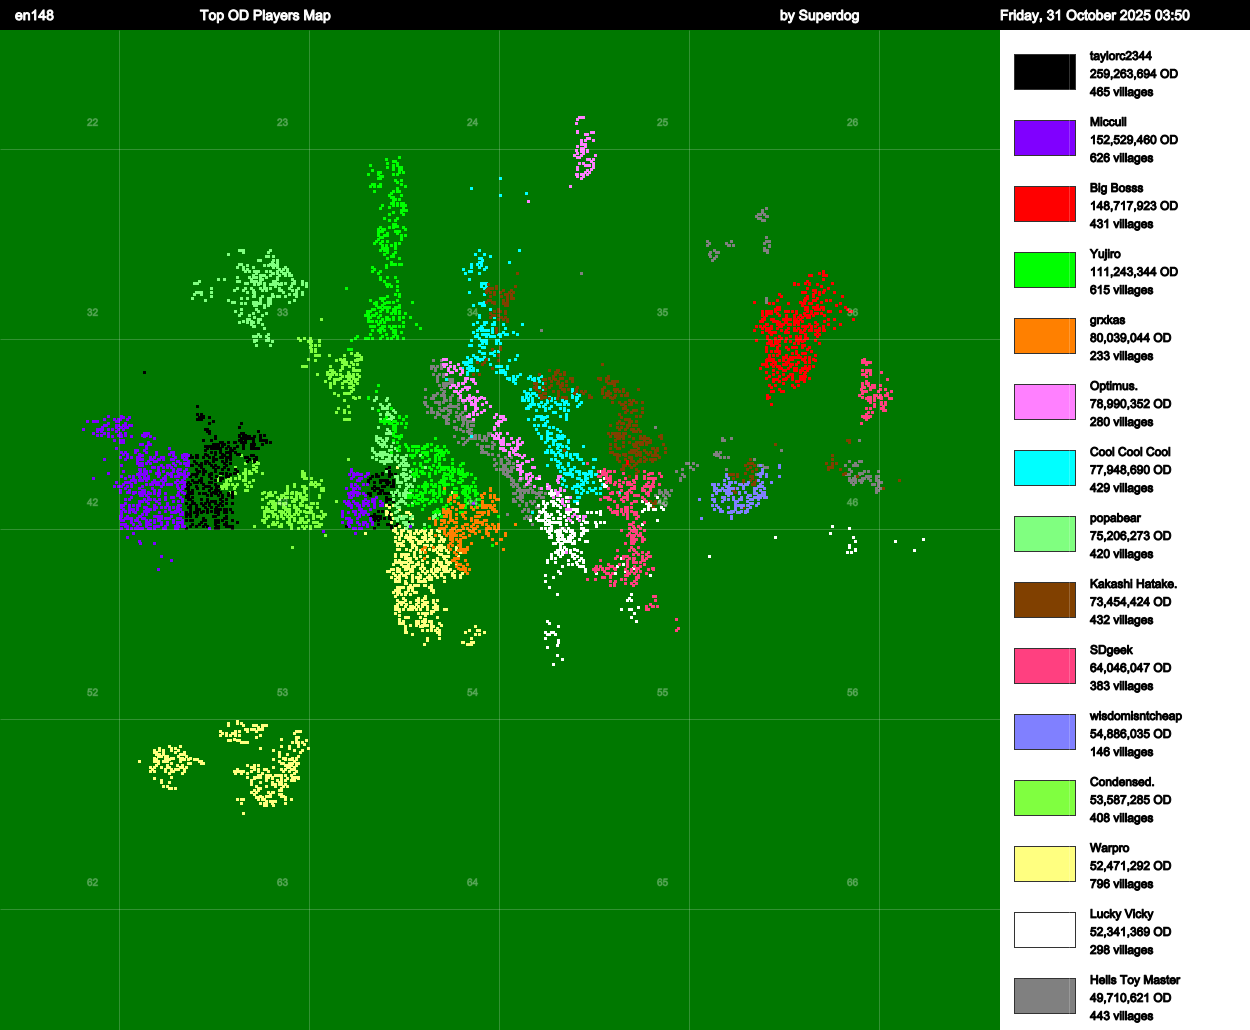 en148 Top OD Players Map by Superdog Friday, 31 October 2025 03:50
taylorc2344
259,263,694 OD
465 villages
Miccull
152,529,460 OD
626 villages
Big Bosss
148,717,923 OD
431 villages
Yujiro
111,243,344 OD
615 villages
grxkas
80,039,044 OD
233 villages
Optimus.
78,990,352 OD
280 villages
Cool Cool Cool
77,948,690 OD
429 villages
popabear
75,206,273 OD
420 villages
Kakashi Hatake.
73,454,424 OD
432 villages
SDgeek
64,046,047 OD
383 villages
wisdomisntcheap
54,886,035 OD
146 villages
Condensed.
53,587,285 OD
408 villages
Warpro
52,471,292 OD
796 villages
Lucky Vicky
52,341,369 OD
298 villages
Hells Toy Master
49,710,621 OD
443 villages
22 23 24 25 26
32 33 34 35 36
42 46
52 53 54 55 56
62 63 64 65 66